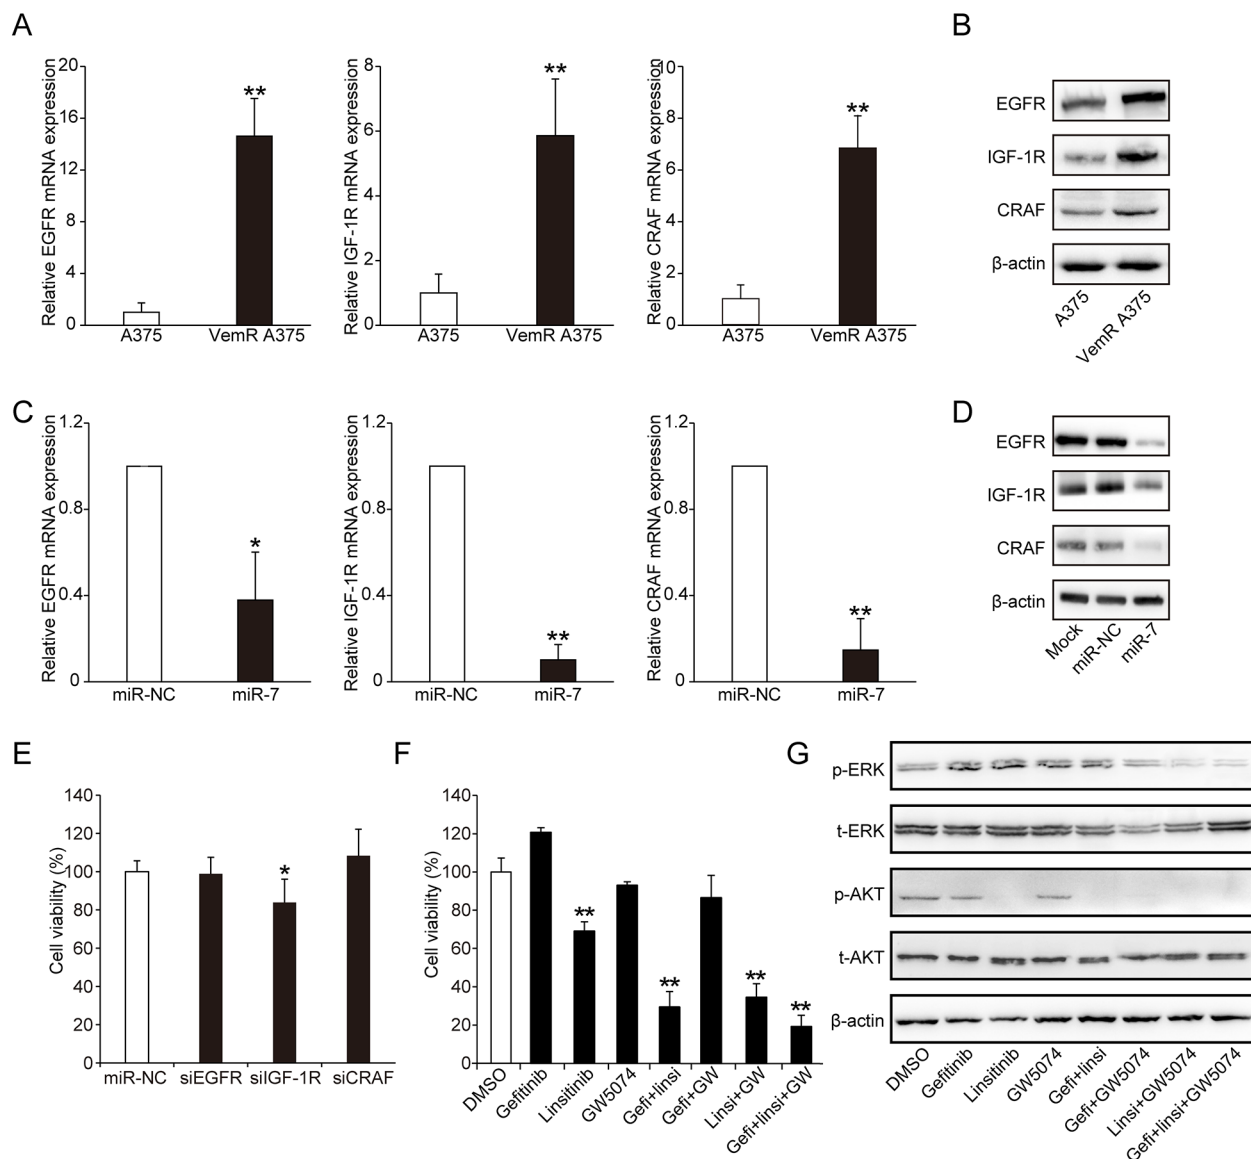 A
Relative EGFR mRNA expression
20
16
12
8
4
0
**
A375
VemR A375
Relative IGF-1R mRNA expression
8
6
4
2
0
**
A375
VemR A375
Relative CRAF mRNA expression
10
8
6
4
2
0
**
A375
VemR A375
B
EGFR
IGF-1R
CRAF
β-actin
A375
VemR A375
C
Relative EGFR mRNA expression
1.2
0.8
0.4
0
*
miR-NC
miR-7
Relative IGF-1R mRNA expression
1.2
0.8
0.4
0
**
miR-NC
miR-7
Relative CRAF mRNA expression
1.2
0.8
0.4
0
**
miR-NC
miR-7
D
EGFR
IGF-1R
CRAF
β-actin
Mock
miR-NC
miR-7
E
Cell viability (%)
140
120
100
80
60
40
20
0
*
miR-NC
siEGFR
siIGF-1R
siCRAF
F
Cell viability (%)
140
120
100
80
60
40
20
0
**
**
**
**
DMSO
Gefitinib
Linsitinib
GW5074
Gefi+linsi
Gefi+GW
Linsi+GW
Gefi+linsi+GW
G
p-ERK
t-ERK
p-AKT
t-AKT
β-actin
DMSO
Gefitinib
Linsitinib
GW5074
Gefi+linsi
Gefi+GW5074
Linsi+GW5074
Gefi+linsi+GW5074